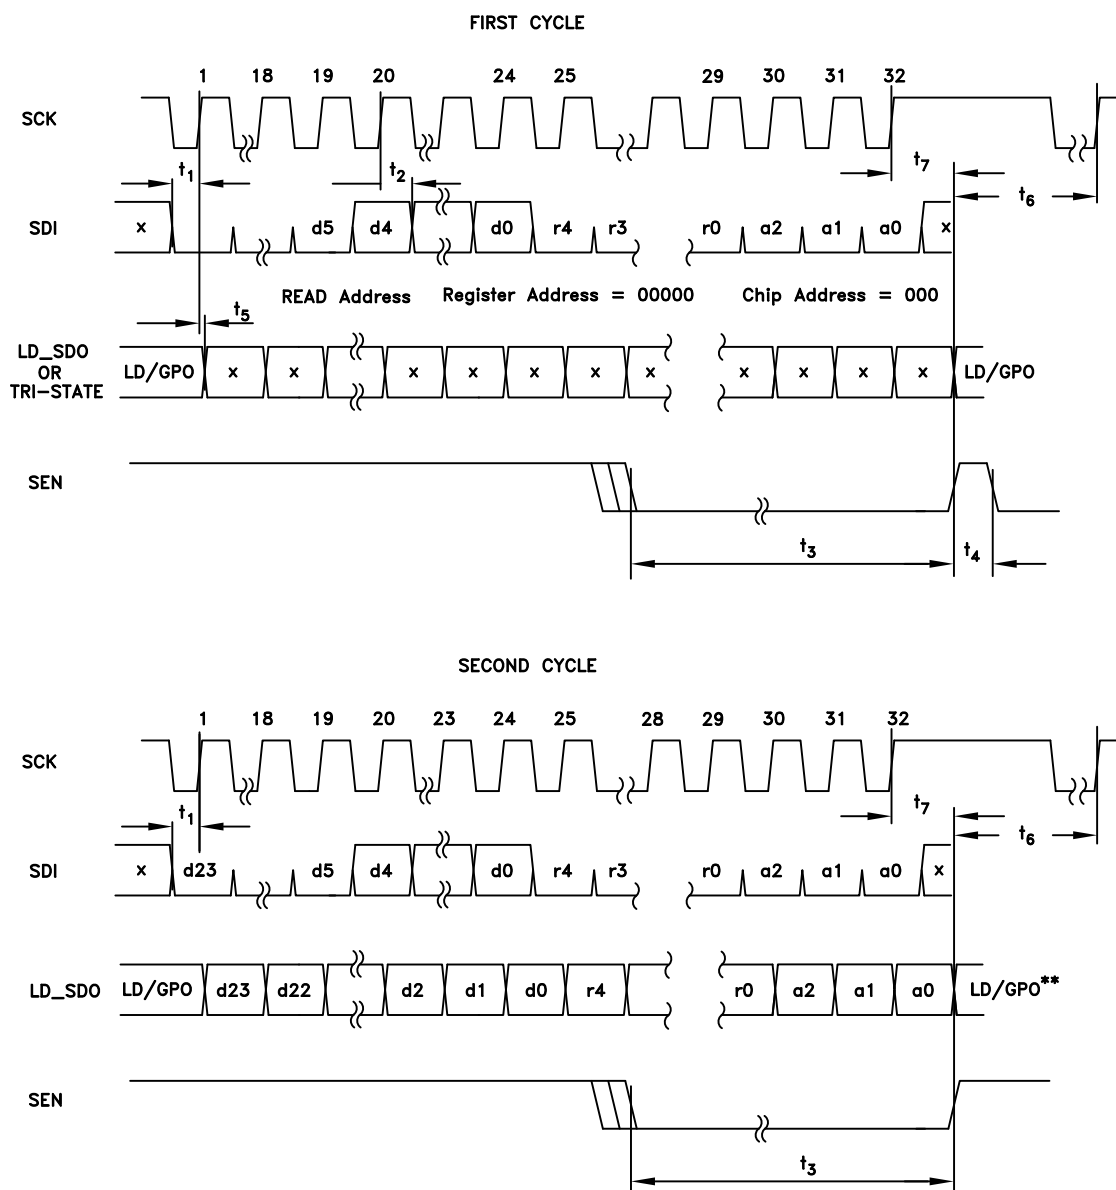 FIRST CYCLE
1 18 19 20 24 25 29 30 31 32
SCK
t1 t2 t7 t6
SDI x d5 d4 d0 r4 r3 r0 a2 a1 a0 x
READ Address Register Address = 00000 Chip Address = 000
t5
LD_SDO
OR
TRI-STATE
LD/GPO x x x x x x x x x x x LD/GPO
SEN
t3 t4
SECOND CYCLE
1 18 19 20 23 24 25 28 29 30 31 32
SCK
t1 t7 t6
SDI x d23 d5 d4 d0 r4 r3 r0 a2 a1 a0 x
LD_SDO LD/GPO d23 d22 d2 d1 d0 r4 r0 a2 a1 a0 LD/GPO**
SEN
t3